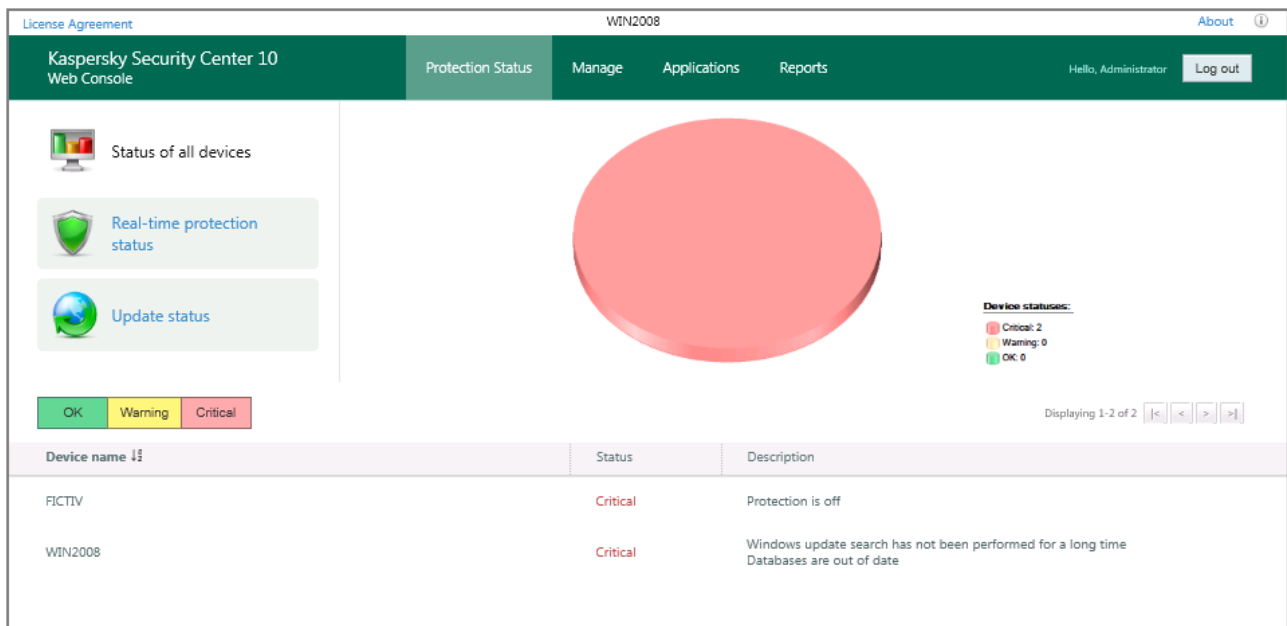 License Agreement
WIN2008
About
Kaspersky Security Center 10
Web Console
Protection Status
Manage
Applications
Reports
Hello, Administrator
Log out
Status of all devices
Real-time protection
status
Update status
Device statuses:
Critical: 2
Warning: 0
OK: 0
OK
Warning
Critical
Displaying 1-2 of 2 |< < > >|
Device name
Status
Description
FICTIV
Critical
Protection is off
WIN2008
Critical
Windows update search has not been performed for a long time
Databases are out of date